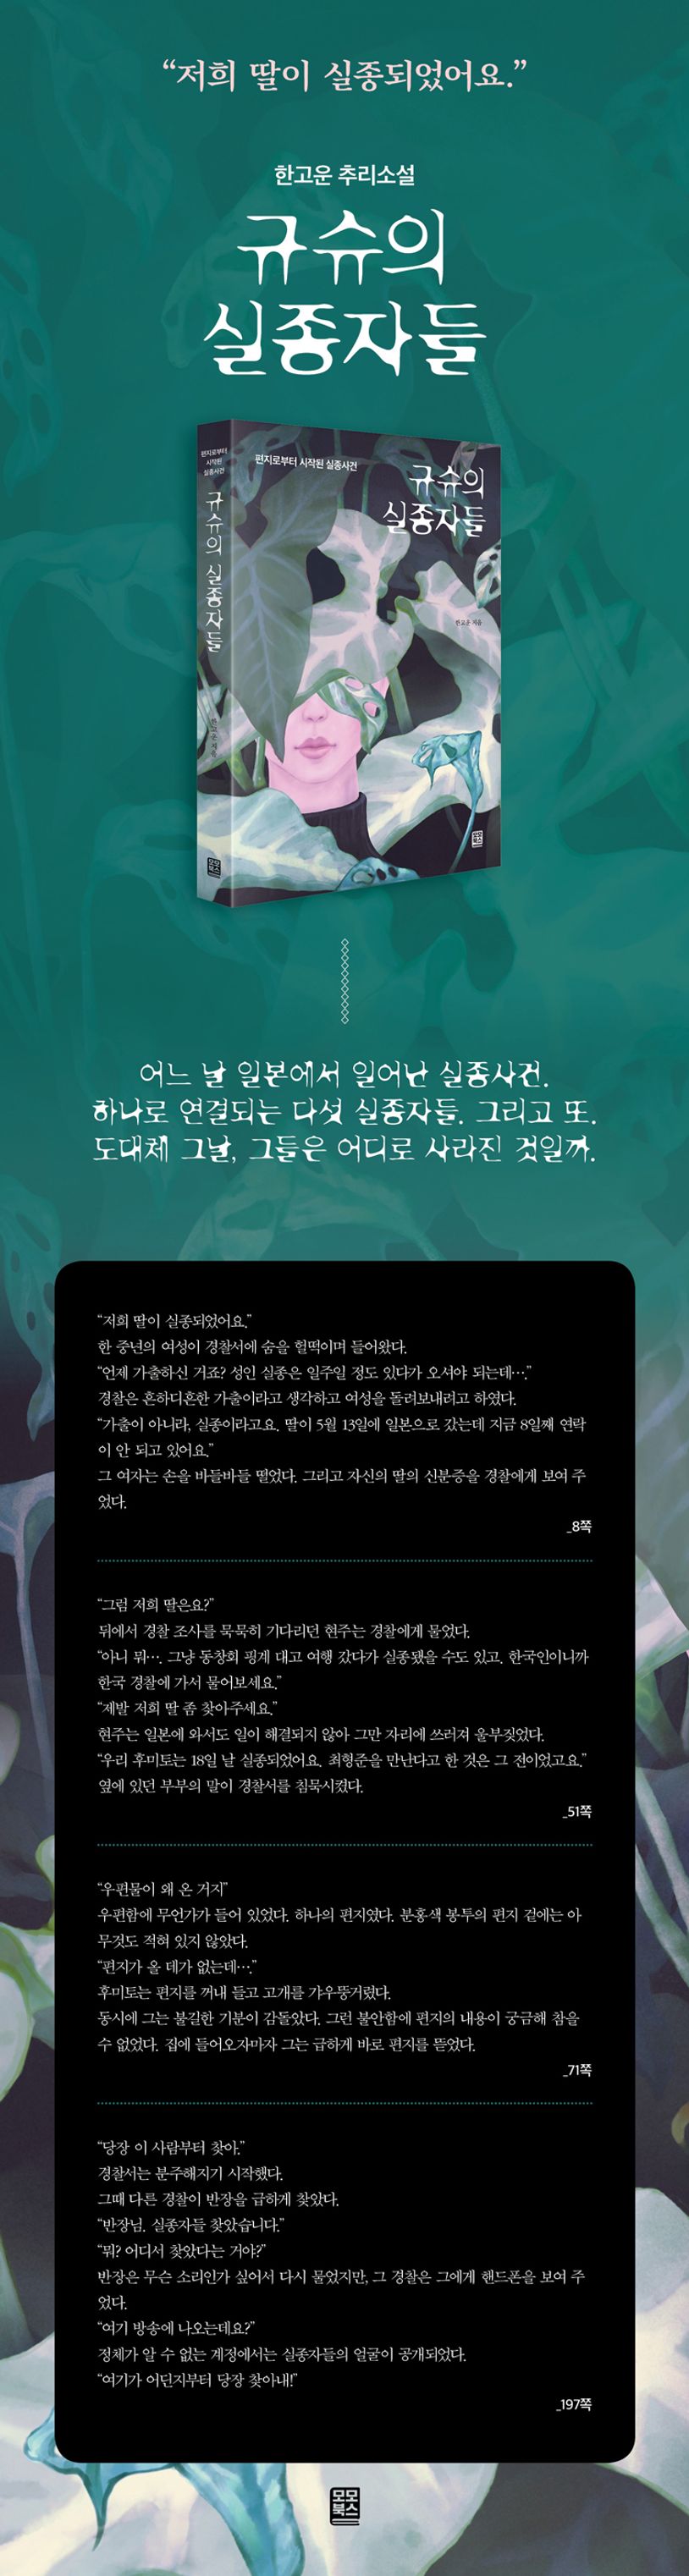 “저희 딸이 실종되었어요.”
한고운 추리소설
규슈의
실종자들
편지로부터
시작된
실종사건
규슈의 실종자들
한고운 지음
모모
북스
편지로부터 시작된 실종사건
규슈의
실종자들
한고운 지음
모모
북스
어느 날 일본에서 일어난 실종사건.
하나로 연결되는 다섯 실종자들. 그리고 또.
도대체 그날, 그들은 어디로 사라진 것일까.
“저희 딸이 실종되었어요.”
한 중년의 여성이 경찰서에 숨을 헐떡이며 들어왔다.
“언제 가출하신 거죠? 성인 실종은 일주일 정도 있다가 오셔야 되는데….”
경찰은 흔하디흔한 가출이라고 생각하고 여성을 돌려보내려고 하였다.
“가출이 아니라, 실종이라고요. 딸이 5월 13일에 일본으로 갔는데 지금 8일째 연락
이 안 되고 있어요.”
그 여자는 손을 바들바들 떨었다. 그리고 자신의 딸의 신분증을 경찰에게 보여 주
었다.
_8쪽
“그럼 저희 딸은요?”
뒤에서 경찰 조사를 묵묵히 기다리던 현주는 경찰에게 물었다.
“아니 뭐…. 그냥 동창회 핑계 대고 여행 갔다가 실종됐을 수도 있고. 한국인이니까
한국 경찰에 가서 물어보세요.”
“제발 저희 딸 좀 찾아주세요.”
현주는 일본에 와서도 일이 해결되지 않아 그만 자리에 쓰러져 울부짖었다.
“우리 후미토는 18일 날 실종되었어요. 최형준을 만난다고 한 것은 그 전이었고요.”
옆에 있던 부부의 말이 경찰서를 침묵시켰다.
_51쪽
“우편물이 왜 온 거지”
우편함에 무언가가 들어 있었다. 하나의 편지였다. 분홍색 봉투의 편지 겉에는 아
무것도 적혀 있지 않았다.
“편지가 올 데가 없는데….”
후미토는 편지를 꺼내 들고 고개를 갸우뚱거렸다.
동시에 그는 불길한 기분이 감돌았다. 그런 불안함에 편지의 내용이 궁금해 참을
수 없었다. 집에 들어오자마자 그는 급하게 바로 편지를 뜯었다.
_71쪽
“당장 이 사람부터 찾아.”
경찰서는 분주해지기 시작했다.
그때 다른 경찰이 반장을 급하게 찾았다.
“반장님. 실종자들 찾았습니다.”
“뭐? 어디서 찾았다는 거야?”
반장은 무슨 소리인가 싶어서 다시 물었지만, 그 경찰은 그에게 핸드폰을 보여 주
었다.
“여기 방송에 나오는데요?”
정체가 알 수 없는 계정에서는 실종자들의 얼굴이 공개되었다.
“여기가 어딘지부터 당장 찾아내!”
_197쪽
모모
북스